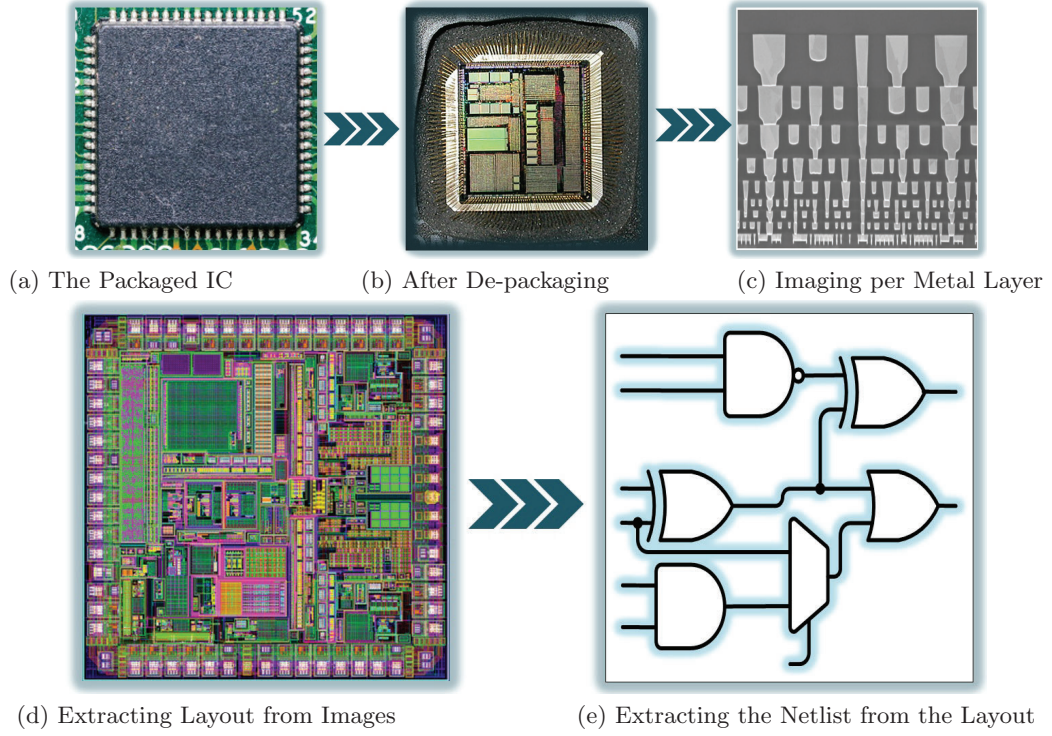 52
8
34
(a) The Packaged IC
(b) After De-packaging
(c) Imaging per Metal Layer
(d) Extracting Layout from Images
(e) Extracting the Netlist from the Layout